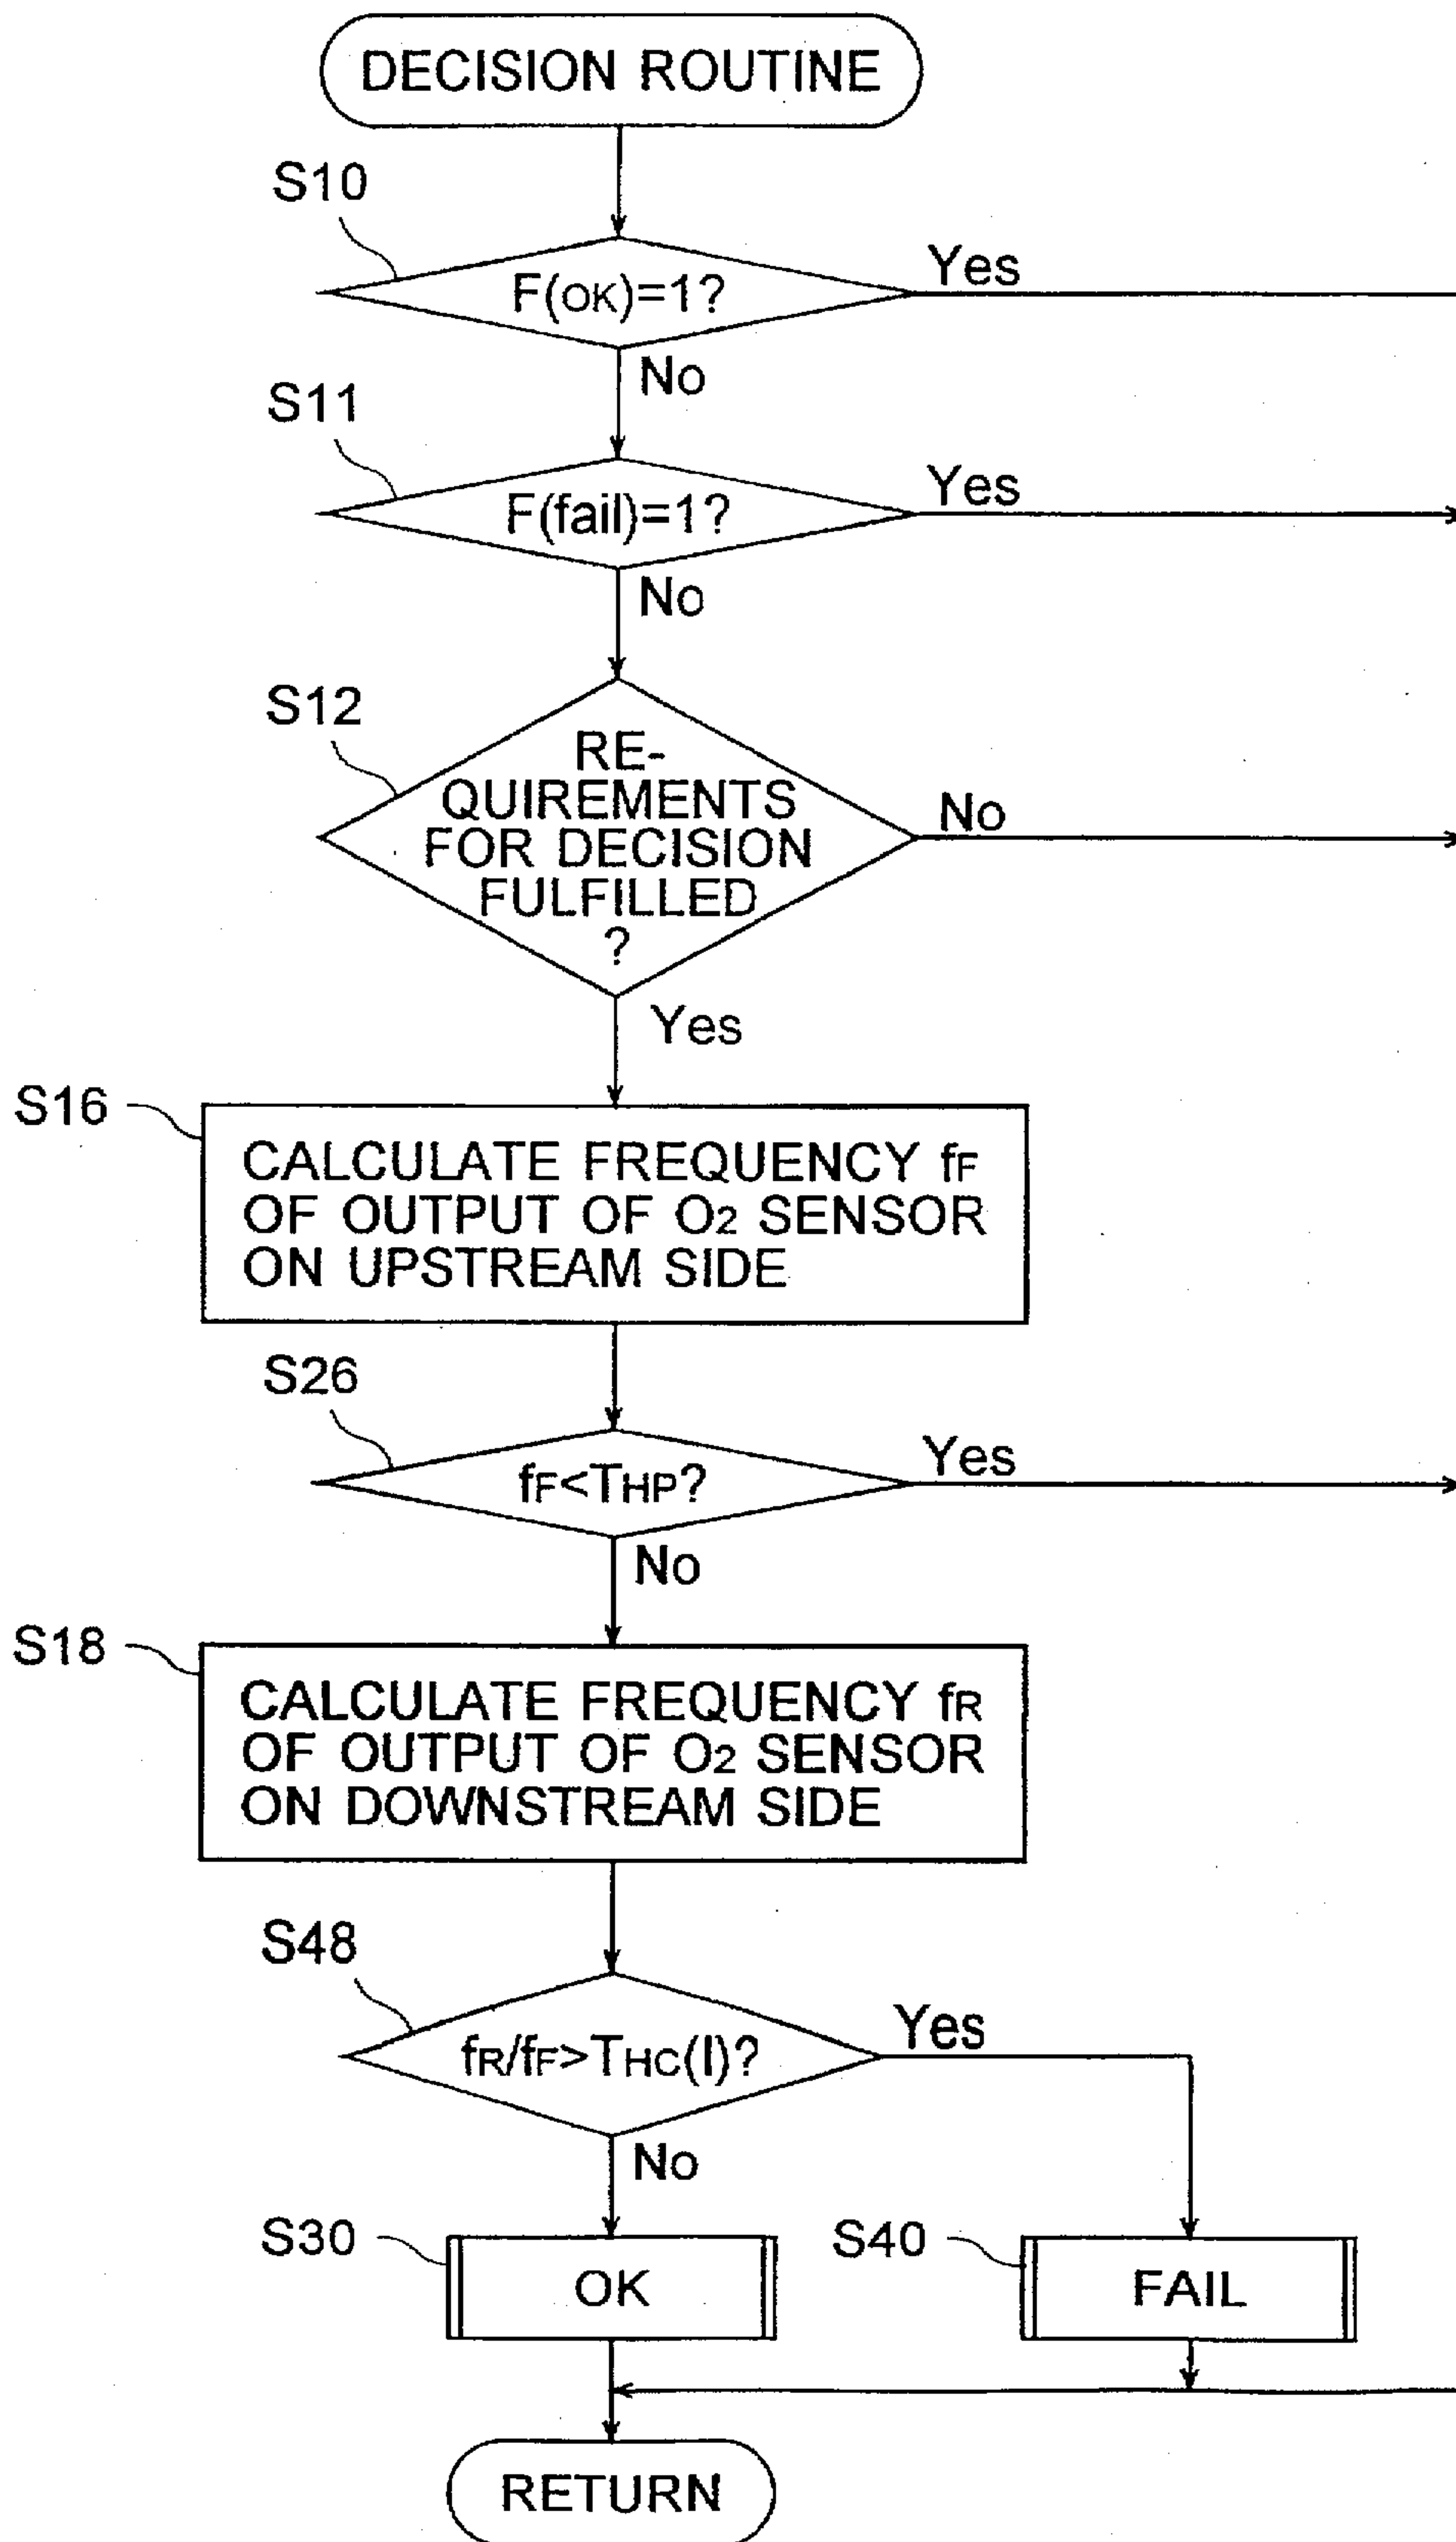 DECISION ROUTINE
S10
F(OK)=1?
Yes
No
S11
F(fail)=1?
Yes
No
S12
RE-
QUIREMENTS
FOR DECISION
FULFILLED
?
No
Yes
S16
CALCULATE FREQUENCY fF
OF OUTPUT OF O2 SENSOR
ON UPSTREAM SIDE
S26
fF<THP?
Yes
No
S18
CALCULATE FREQUENCY fR
OF OUTPUT OF O2 SENSOR
ON DOWNSTREAM SIDE
S48
fR/fF>THC(I)?
Yes
No
S30
OK
S40
FAIL
RETURN